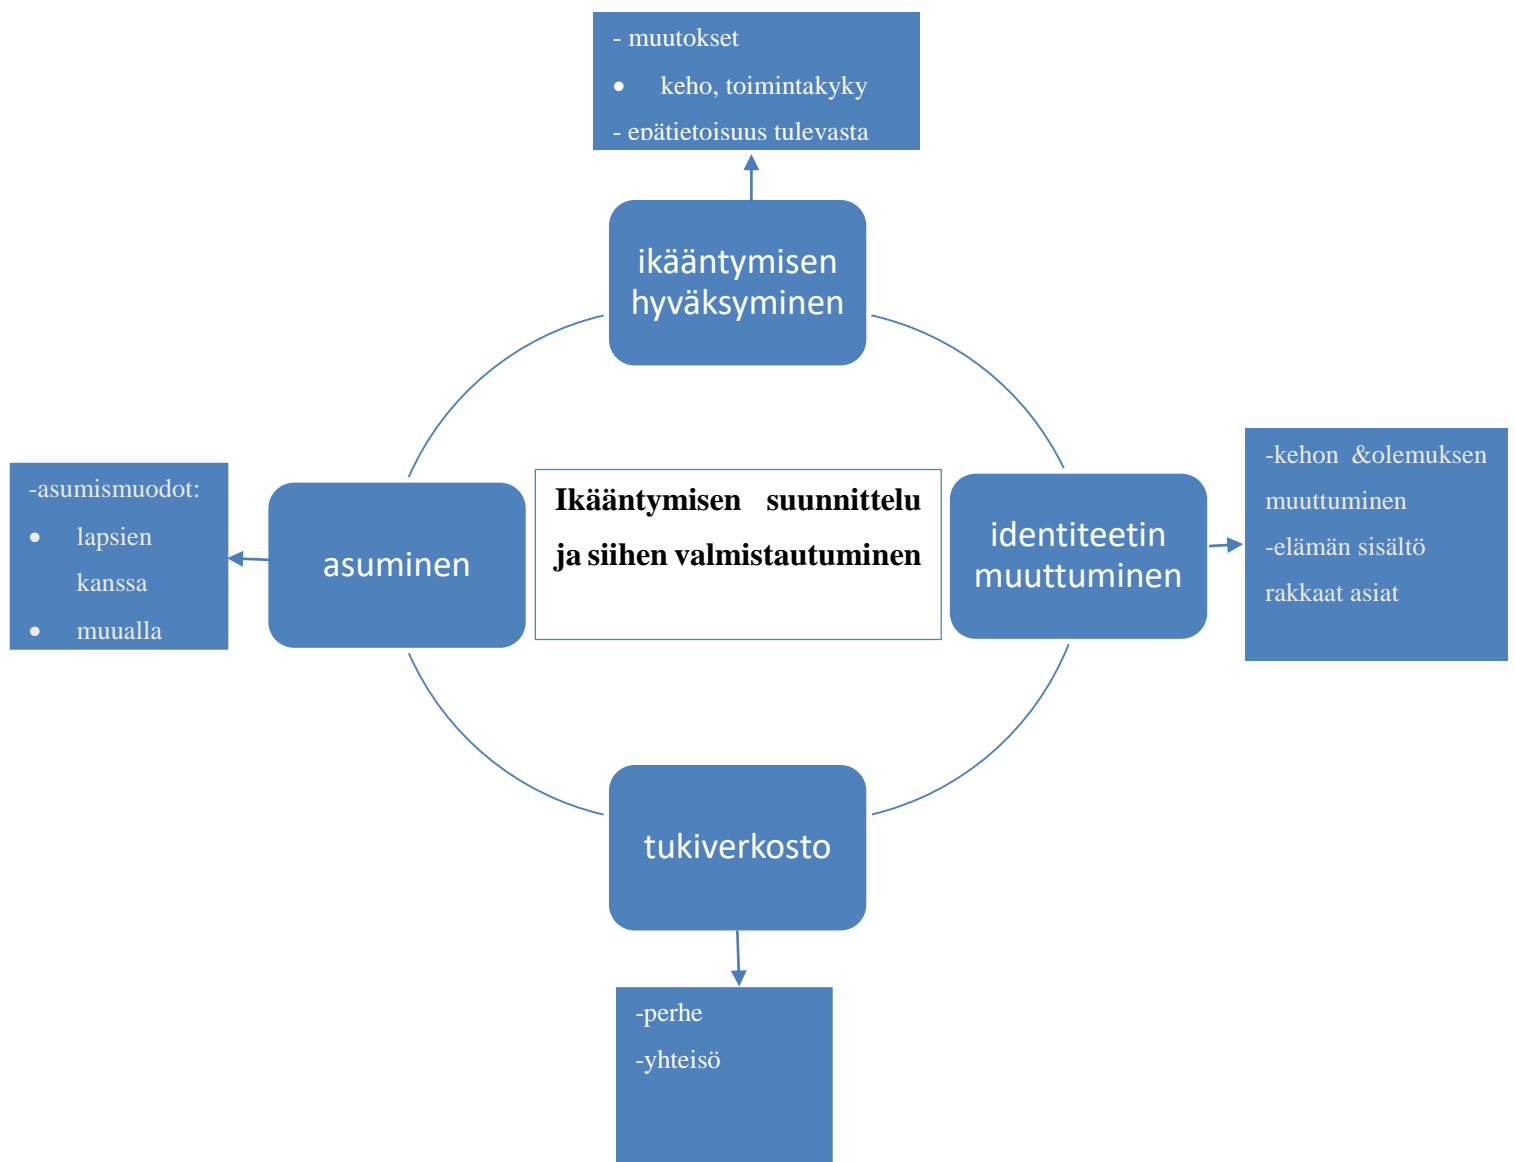 - muutokset
• keho, toimintakyky
- epätietoisuus tulevasta
ikääntymisen
hyväksyminen
-asumismuodot:
• lapsien
kanssa
• muualla
asuminen
Ikääntymisen suunnittelu
ja siihen valmistautuminen
identiteetin
muuttuminen
-kehon &olemuksen
muuttuminen
-elämän sisältö
rakkaat asiat
tukiverkosto
-perhe
-yhteisö